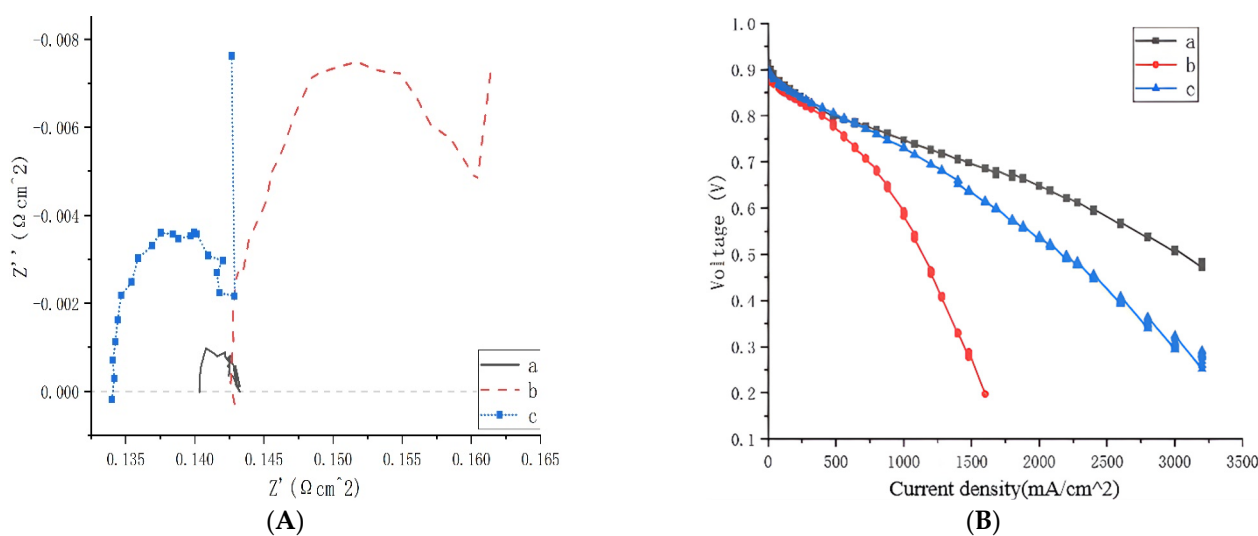 -0.008
-0.006
-0.004
-0.002
0.000
Z''(Ω cm^2)
a
b
c
0.135 0.140 0.145 0.150 0.155 0.160 0.165
Z'(Ω cm^2)
(A)
1.0
0.9
0.8
0.7
0.6
0.5
0.4
0.3
0.2
0.1
Voltage (V)
a
b
c
0 500 1000 1500 2000 2500 3000 3500
Current density(mA/cm^2)
(B)